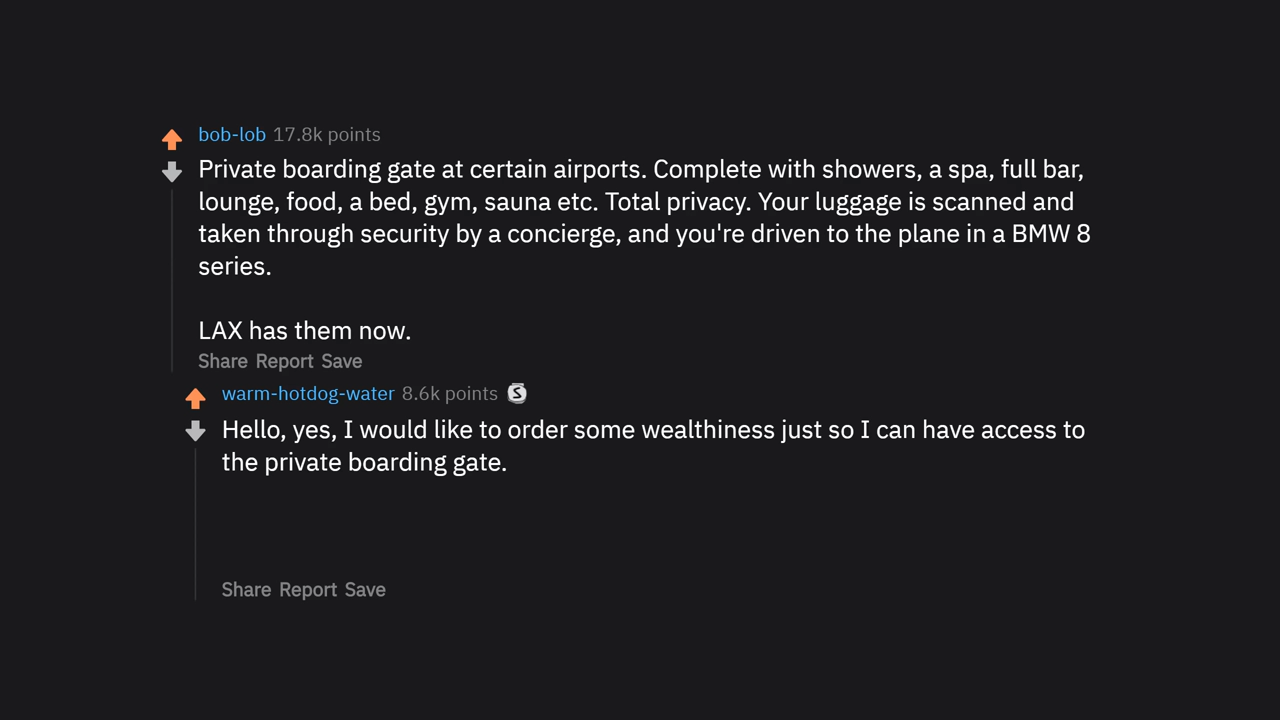 bob-lob 17.8k points
Private boarding gate at certain airports. Complete with showers, a spa, full bar,
lounge, food, a bed, gym, sauna etc. Total privacy. Your luggage is scanned and
taken through security by a concierge, and you're driven to the plane in a BMW 8
series.
LAX has them now.
Share Report Save
warm-hotdog-water 8.6k points S
Hello, yes, I would like to order some wealthiness just so I can have access to
the private boarding gate.
Share Report Save